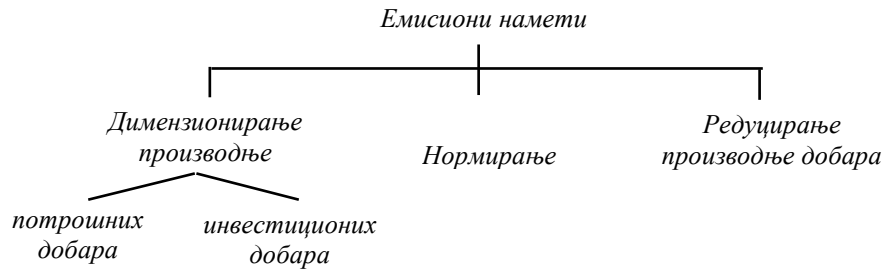 Емисиони намети
Димензионирање
производње
Нормирање
Редуцирање
производње добара
потрошних
добара
инвестиционих
добара